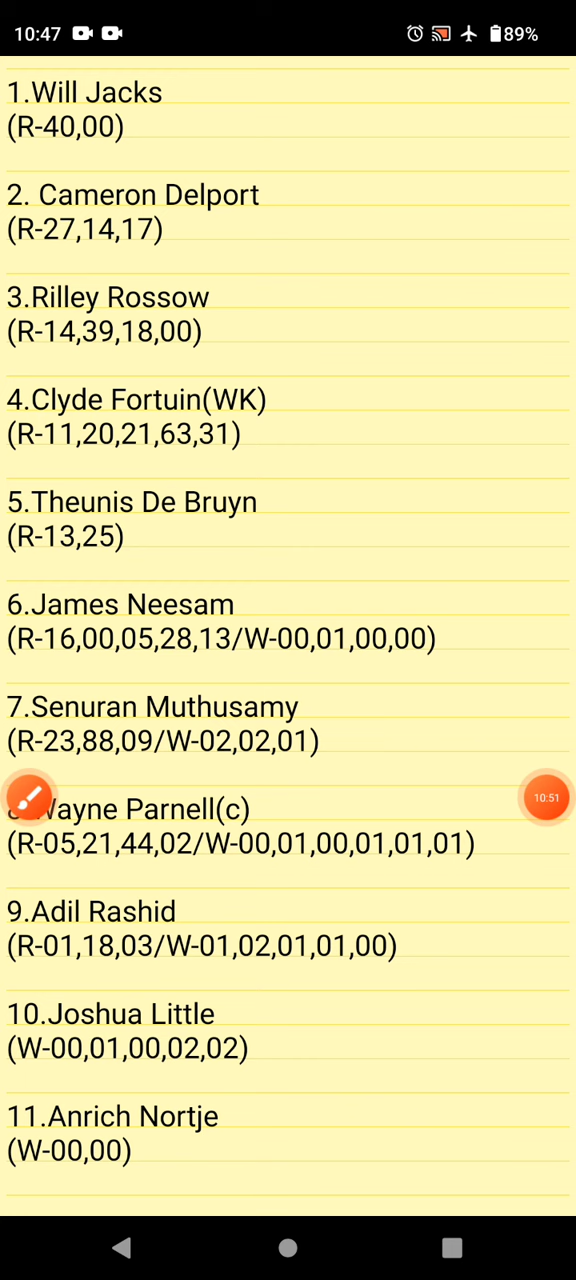 10:47
89%
1.Will Jacks
(R-40,00)
2. Cameron Delport
(R-27,14,17)
3.Rilley Rossow
(R-14,39,18,00)
4.Clyde Fortuin(WK)
(R-11,20,21,63,31)
5.Theunis De Bruyn
(R-13,25)
6.James Neesam
(R-16,00,05,28,13/W-00,01,00,00)
7.Senuran Muthusamy
(R-23,88,09/W-02,02,01)
8.Wayne Parnell(c)
10:51
(R-05,21,44,02/W-00,01,00,01,01,01)
9.Adil Rashid
(R-01,18,03/W-01,02,01,01,00)
10.Joshua Little
(W-00,01,00,02,02)
11.Anrich Nortje
(W-00,00)